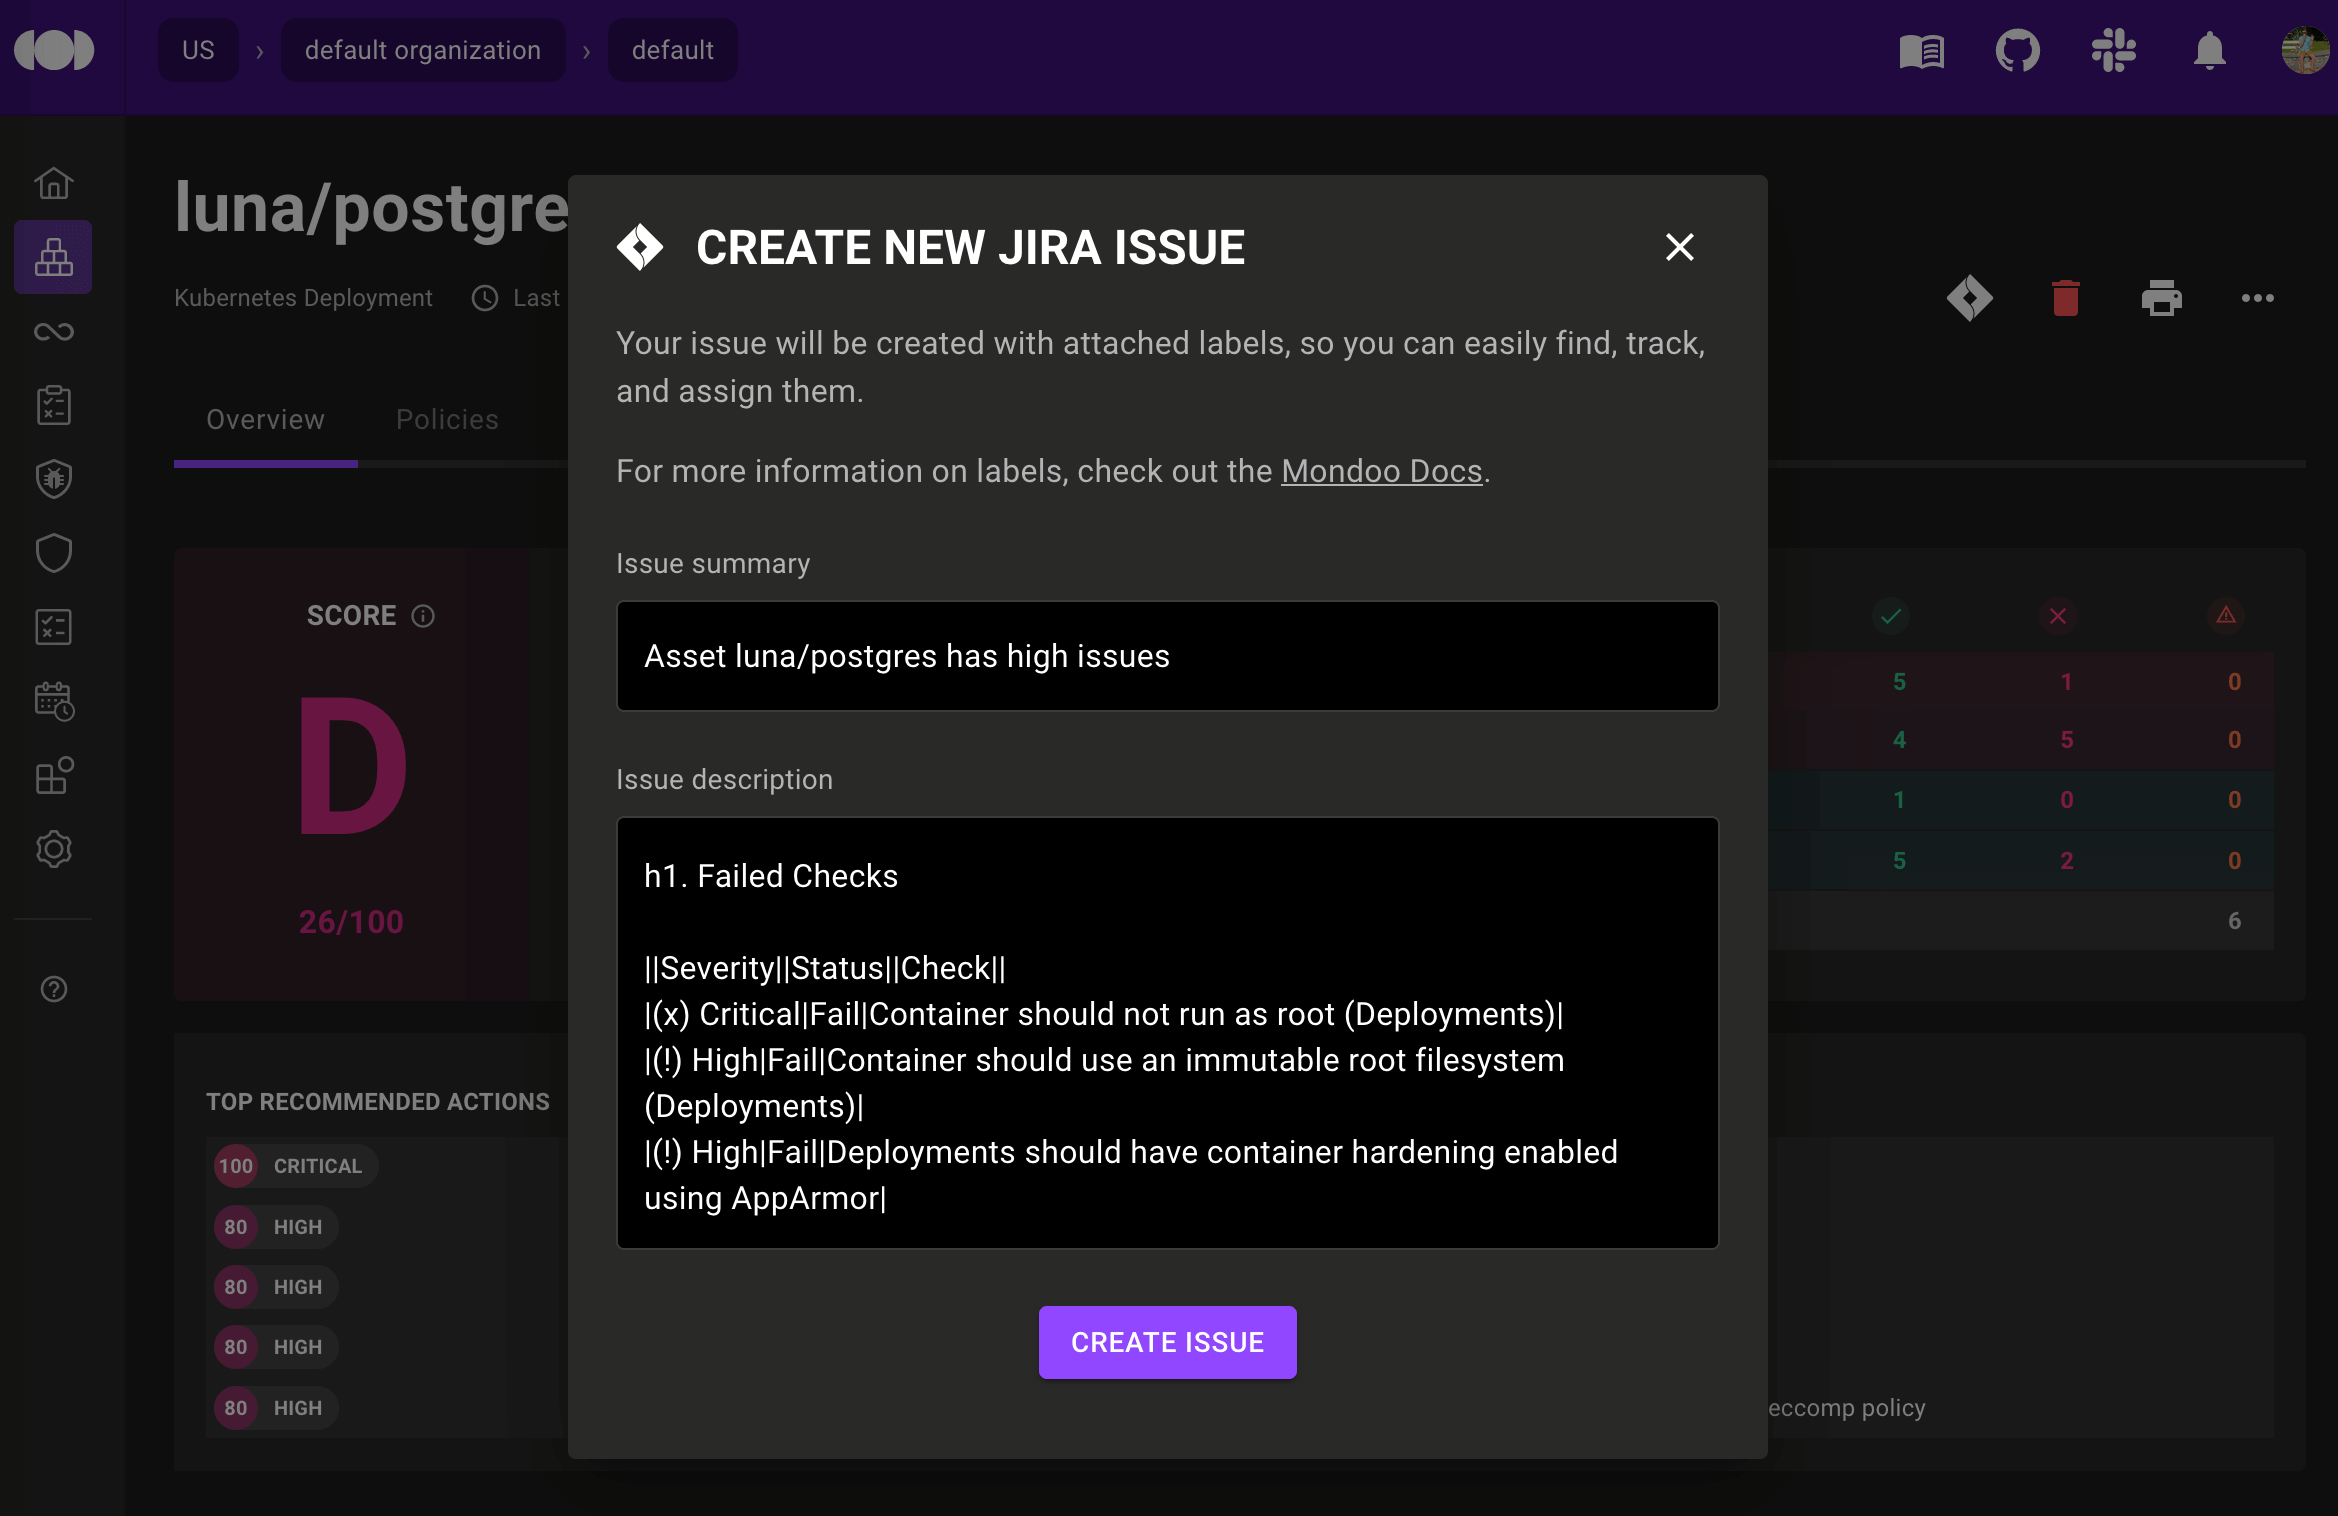 US › default organization › default
luna/postgre
Kubernetes Deployment Last
Overview Policies
SCORE
D
26/100
5 1 0
4 5 0
1 0 0
5 2 0
6
TOP RECOMMENDED ACTIONS
100 CRITICAL
80 HIGH
80 HIGH
80 HIGH
80 HIGH
eccomp policy
CREATE NEW JIRA ISSUE
Your issue will be created with attached labels, so you can easily find, track,
and assign them.
For more information on labels, check out the Mondoo Docs.
Issue summary
Asset luna/postgres has high issues
Issue description
h1. Failed Checks
||Severity||Status||Check||
|(x) Critical|Fail|Container should not run as root (Deployments)|
|(!) High|Fail|Container should use an immutable root filesystem
(Deployments)|
|(!) High|Fail|Deployments should have container hardening enabled
using AppArmor|
CREATE ISSUE